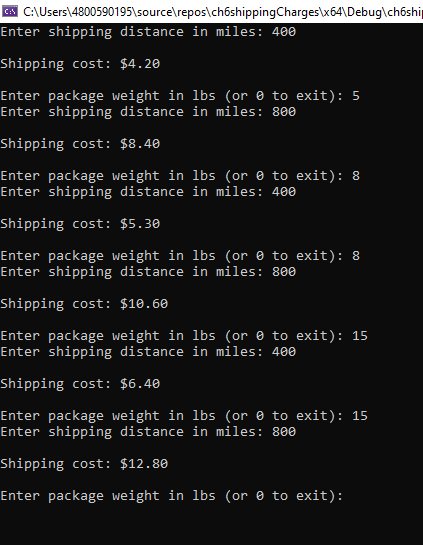 C:\Users\4800590195\source\repos\ch6shippingCharges\x64\Debug\ch6ship
Enter shipping distance in miles: 400
Shipping cost: $4.20
Enter package weight in lbs (or 0 to exit): 5
Enter shipping distance in miles: 800
Shipping cost: $8.40
Enter package weight in lbs (or 0 to exit): 8
Enter shipping distance in miles: 400
Shipping cost: $5.30
Enter package weight in lbs (or 0 to exit): 8
Enter shipping distance in miles: 800
Shipping cost: $10.60
Enter package weight in lbs (or 0 to exit): 15
Enter shipping distance in miles: 400
Shipping cost: $6.40
Enter package weight in lbs (or 0 to exit): 15
Enter shipping distance in miles: 800
Shipping cost: $12.80
Enter package weight in lbs (or 0 to exit):